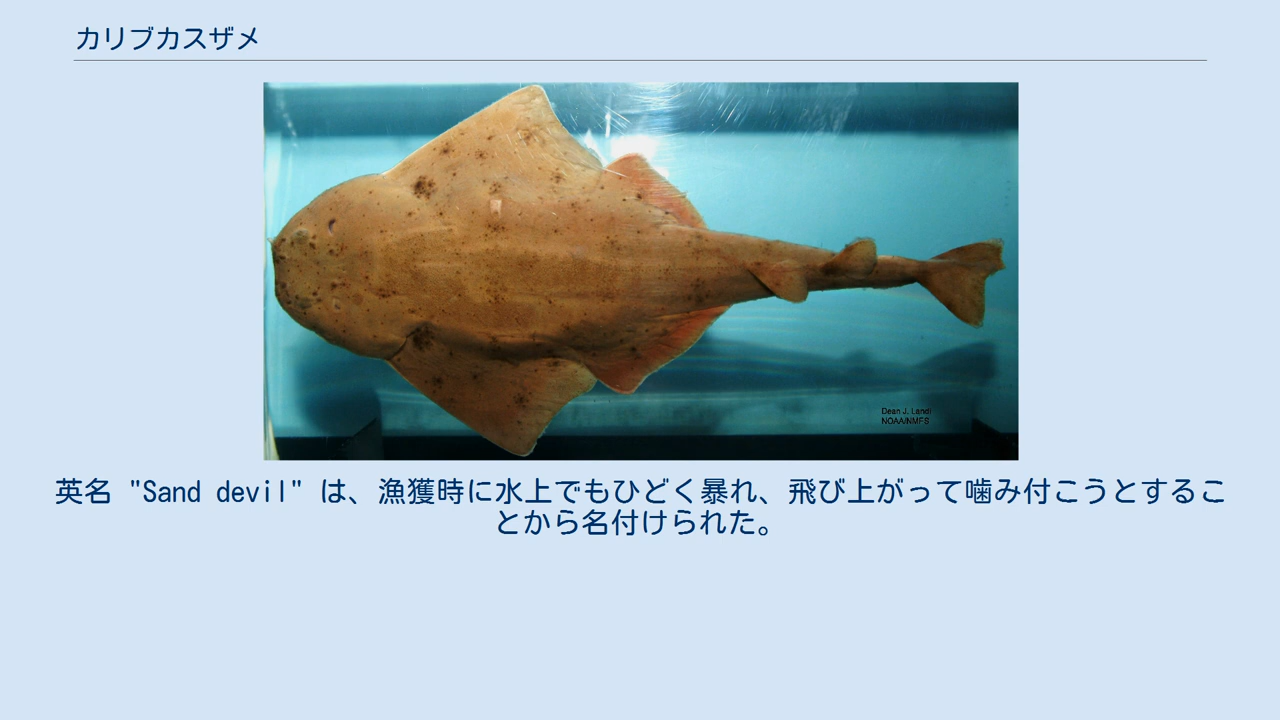 カリブカスザメ
Dean J. Landi
NOAA/NMFS
英名 "Sand devil" は、漁獲時に水上でもひどく暴れ、飛び上がって噛み付こうとするこ
とから名付けられた。